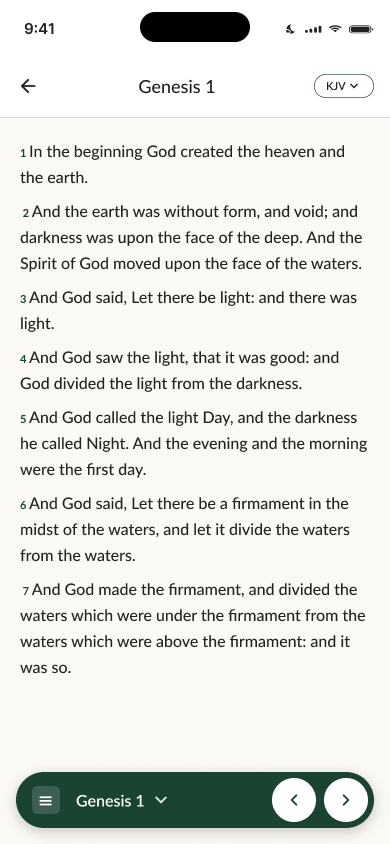 9:41
Genesis 1
KJV
1 In the beginning God created the heaven and
the earth.
2 And the earth was without form, and void; and
darkness was upon the face of the deep. And the
Spirit of God moved upon the face of the waters.
3 And God said, Let there be light: and there was
light.
4 And God saw the light, that it was good: and
God divided the light from the darkness.
5 And God called the light Day, and the darkness
he called Night. And the evening and the morning
were the first day.
6 And God said, Let there be a firmament in the
midst of the waters, and let it divide the waters
from the waters.
7 And God made the firmament, and divided the
waters which were under the firmament from the
waters which were above the firmament: and it
was so.
Genesis 1